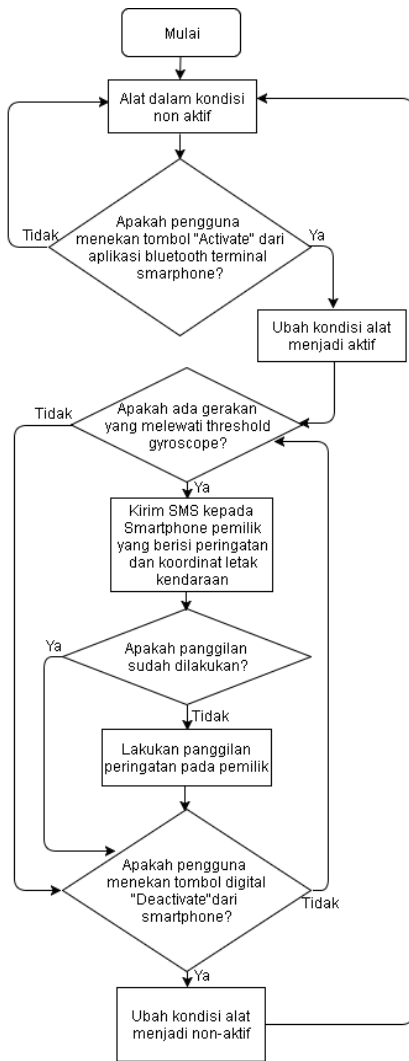 Mulai
Alat dalam kondisi
non aktif
Tidak
Apakah pengguna
menekan tombol "Activate" dari
aplikasi bluetooth terminal
smarphone?
Ya
Ubah kondisi alat
menjadi aktif
Tidak
Apakah ada gerakan
yang melewati threshold
gyroscope?
Ya
Kirim SMS kepada
Smartphone pemilik
yang berisi peringatan
dan koordinat letak
kendaraan
Ya
Apakah panggilan
sudah dilakukan?
Tidak
Lakukan panggilan
peringatan pada pemilik
Apakah pengguna
menekan tombol digital
"Deactivate"dari
smartphone?
Tidak
Ya
Ubah kondisi alat
menjadi non-aktif